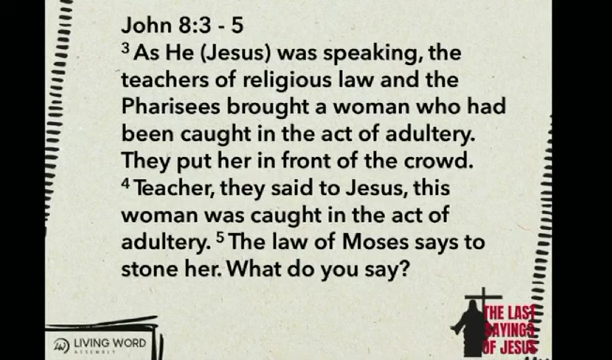 John 8:3 - 5
3 As He (Jesus) was speaking, the
teachers of religious law and the
Pharisees brought a woman who had
been caught in the act of adultery.
They put her in front of the crowd.
4 Teacher, they said to Jesus, this
woman was caught in the act of
adultery. 5 The law of Moses says to
stone her. What do you say?
LIVING WORD
ASSEMBLY
THE LAST
SAYINGS
OF JESUS